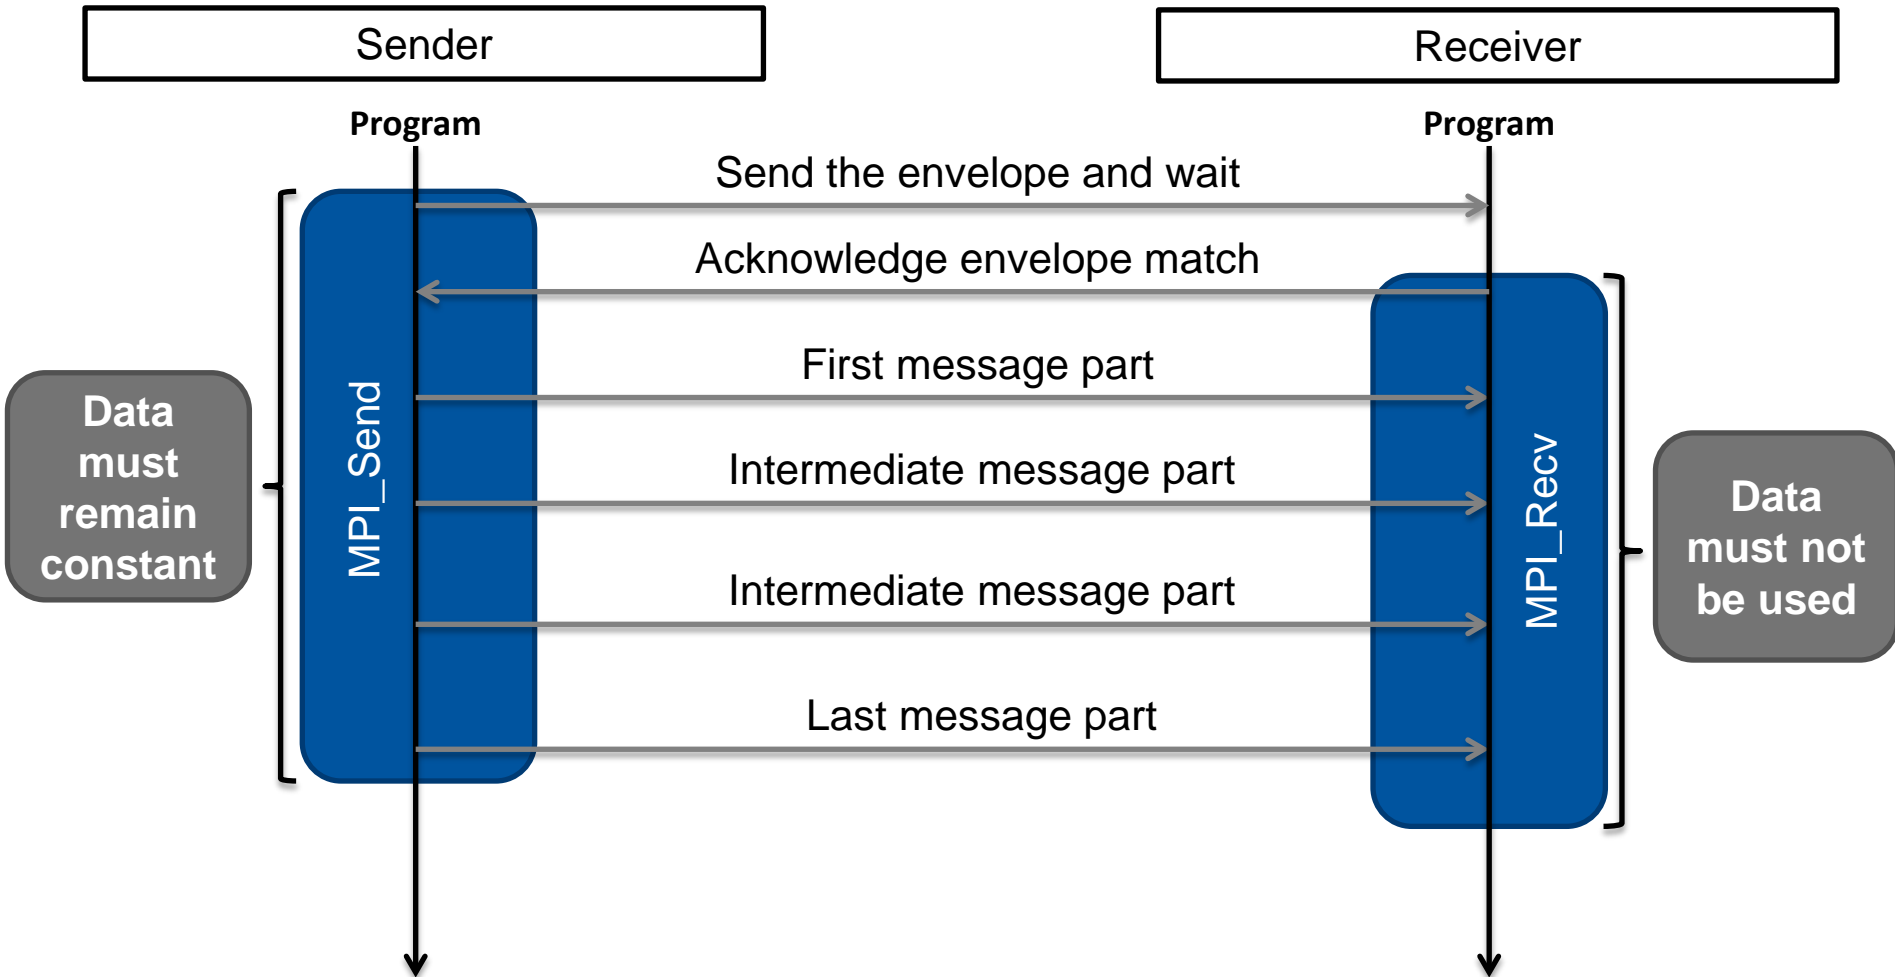 Sender
Receiver
Program
Program
Send the envelope and wait
Acknowledge envelope match
First message part
Intermediate message part
Intermediate message part
Last message part
MPI_Send
MPI_Recv
Data
must
remain
constant
Data
must not
be used